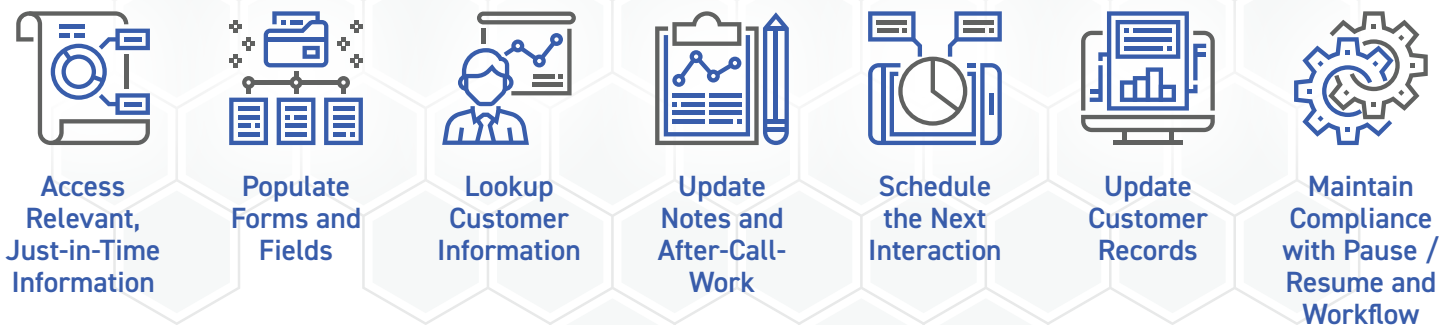 Access
Relevant,
Just-in-Time
Information
Populate
Forms and
Fields
Lookup
Customer
Information
Update
Notes and
After-Call-
Work
Schedule
the Next
Interaction
Update
Customer
Records
Maintain
Compliance
with Pause /
Resume and
Workflow